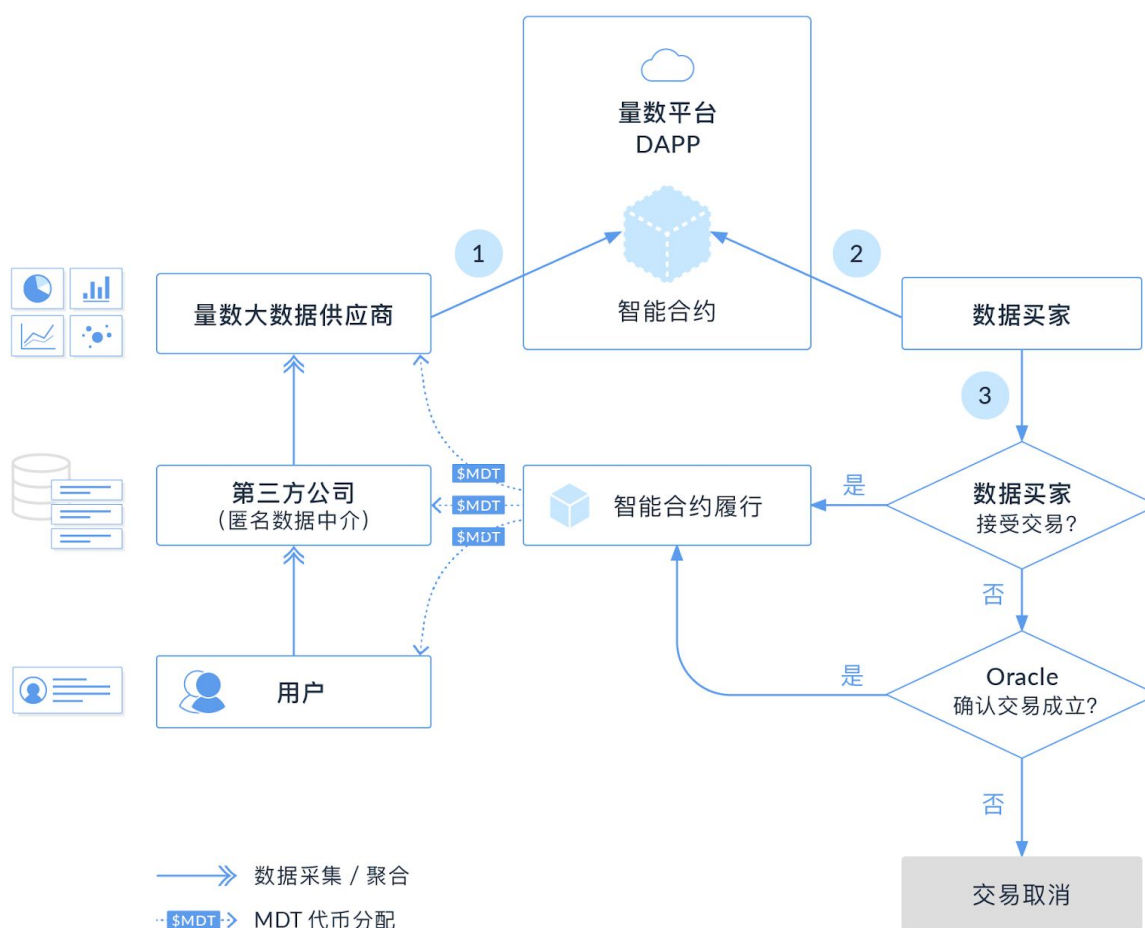 量数平台
DAPP
智能合约
1
2
量数大数据供应商
数据买家
3
$MDT
$MDT
$MDT
第三方公司
（匿名数据中介）
智能合约履行
是
数据买家
接受交易？
否
用户
是
Oracle
确认交易成立？
否
交易取消
数据采集 / 聚合
$MDT
MDT 代币分配